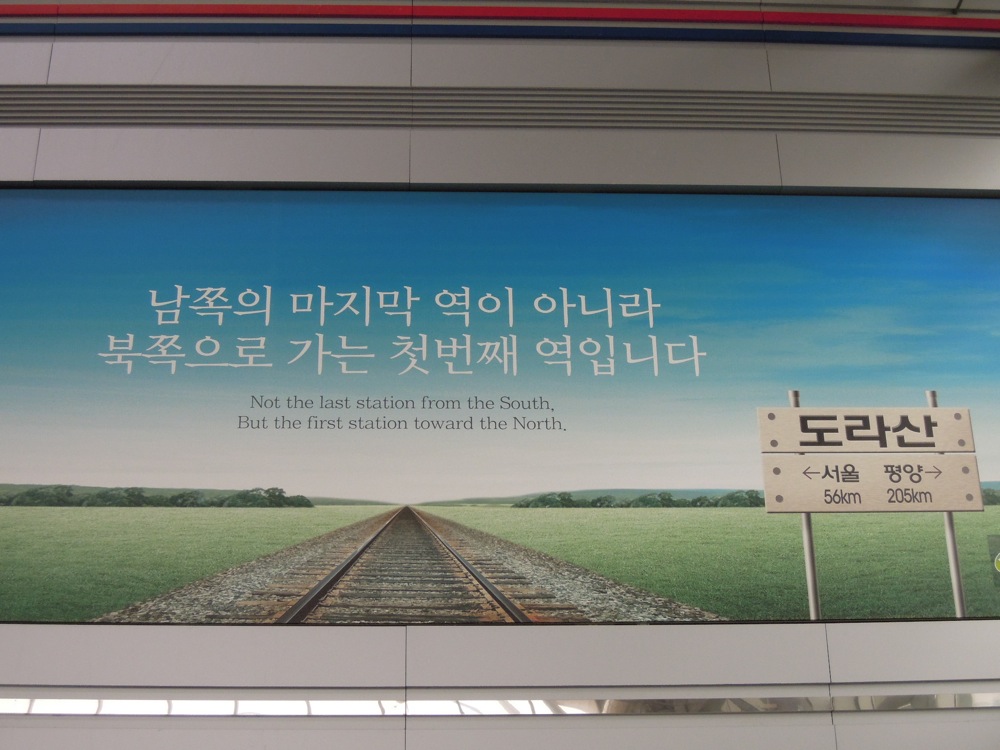 남쪽의 마지막 역이 아니라
북쪽으로 가는 첫번째 역입니다
Not the last station from the South,
But the first station toward the North.
도라산
←서울 평양→
56km 205km